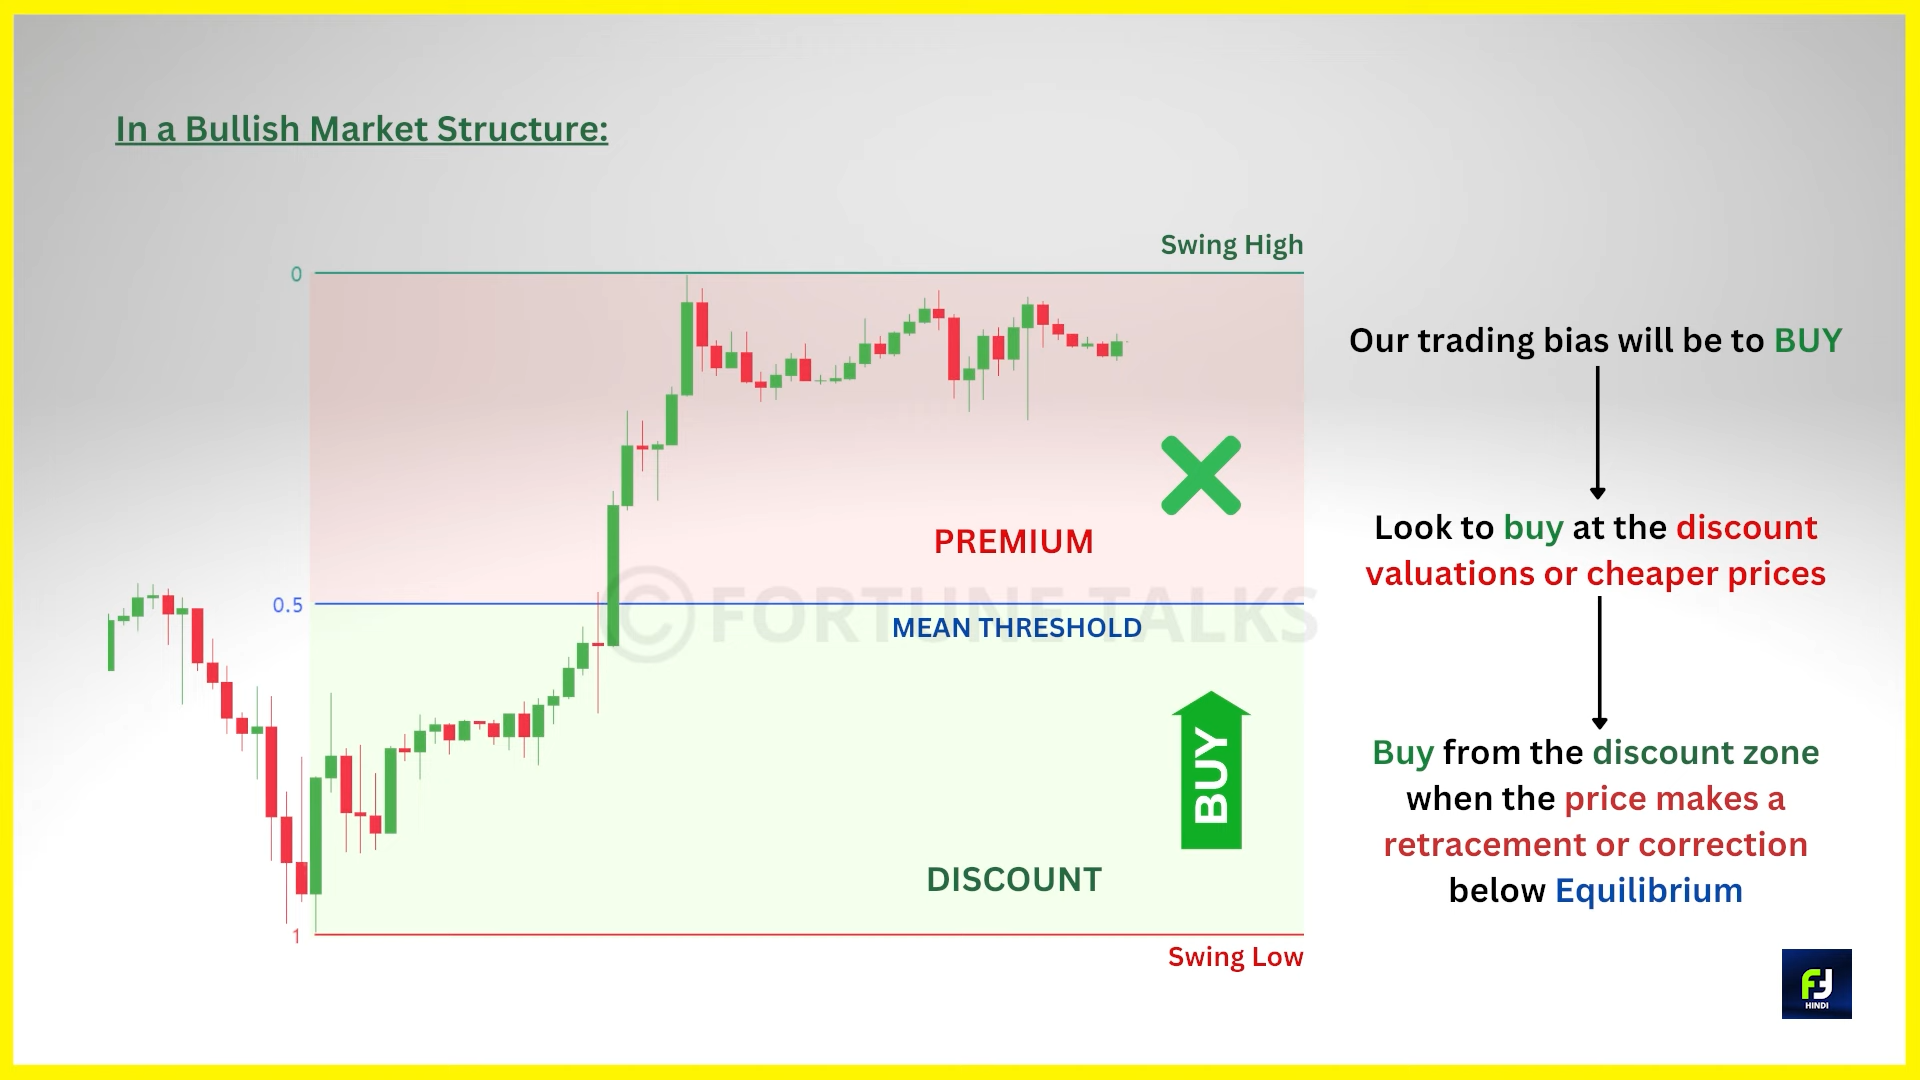 In a Bullish Market Structure:
Swing High
0
Our trading bias will be to BUY
Look to buy at the discount
valuations or cheaper prices
PREMIUM
0.5
© FORTUNE TALKS
MEAN THRESHOLD
BUY
Buy from the discount zone
when the price makes a
retracement or correction
below Equilibrium
DISCOUNT
1
Swing Low
HINDI